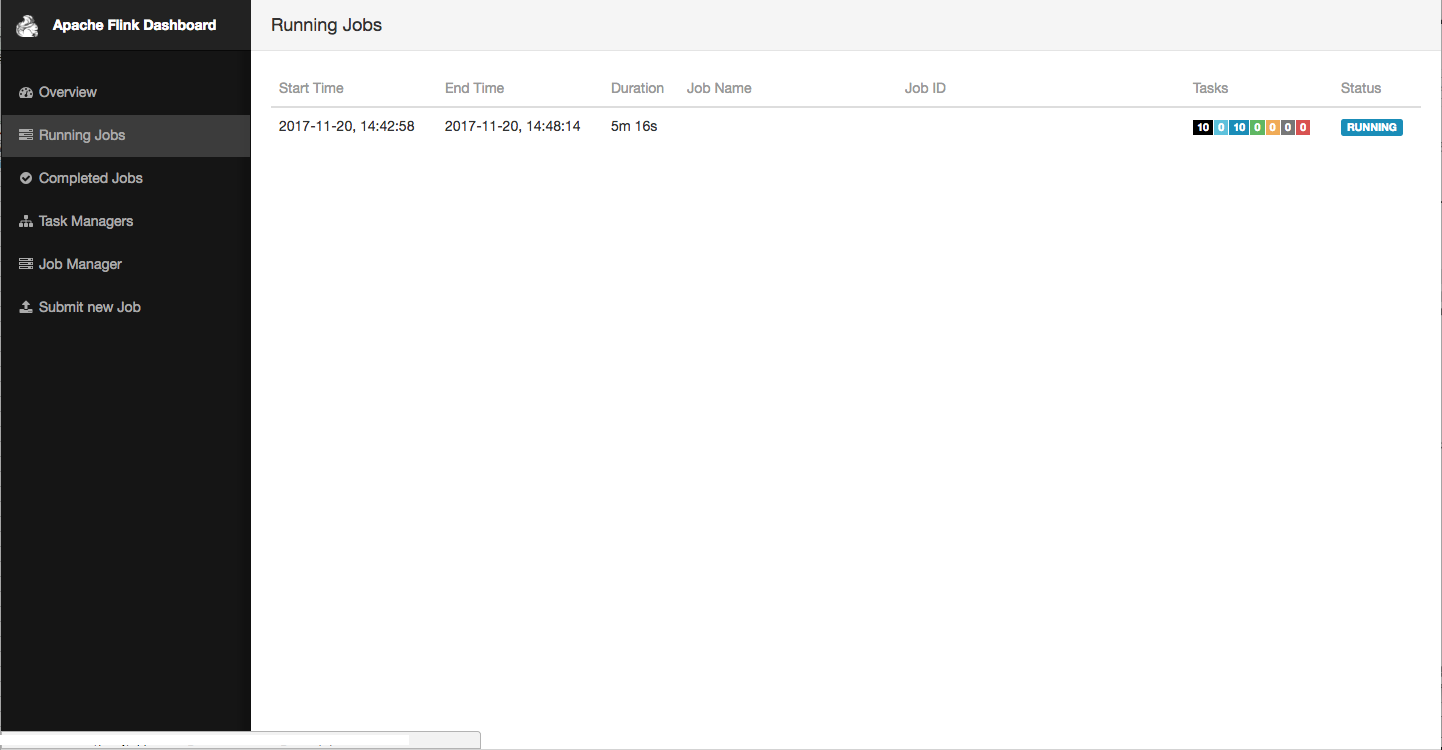 Apache Flink Dashboard
Running Jobs
Overview
Running Jobs
Completed Jobs
Task Managers
Job Manager
Submit new Job
Start Time End Time Duration Job Name Job ID Tasks Status
2017-11-20, 14:42:58 2017-11-20, 14:48:14 5m 16s 10 0 10 0 0 0 0 RUNNING